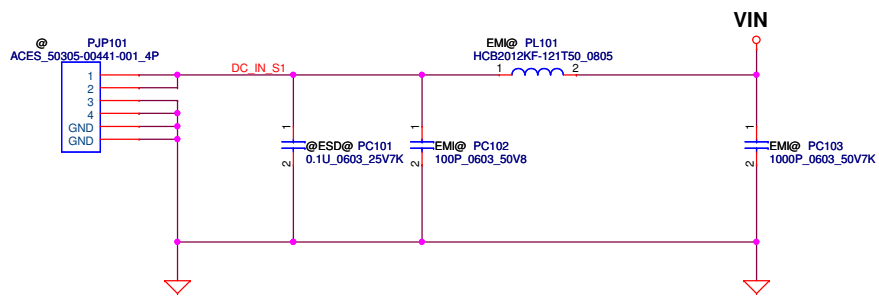 VIN
@ PJP101
ACES_50305-00441-001_4P
EMI@ PL101
HCB2012KF-121T50_0805
DC_IN_S1
1 2
1
2
3
4
GND
GND
1
1
1
@ESD@ PC101
0.1U_0603_25V7K
EMI@ PC102
100P_0603_50V8
EMI@ PC103
1000P_0603_50V7K
2
2
2